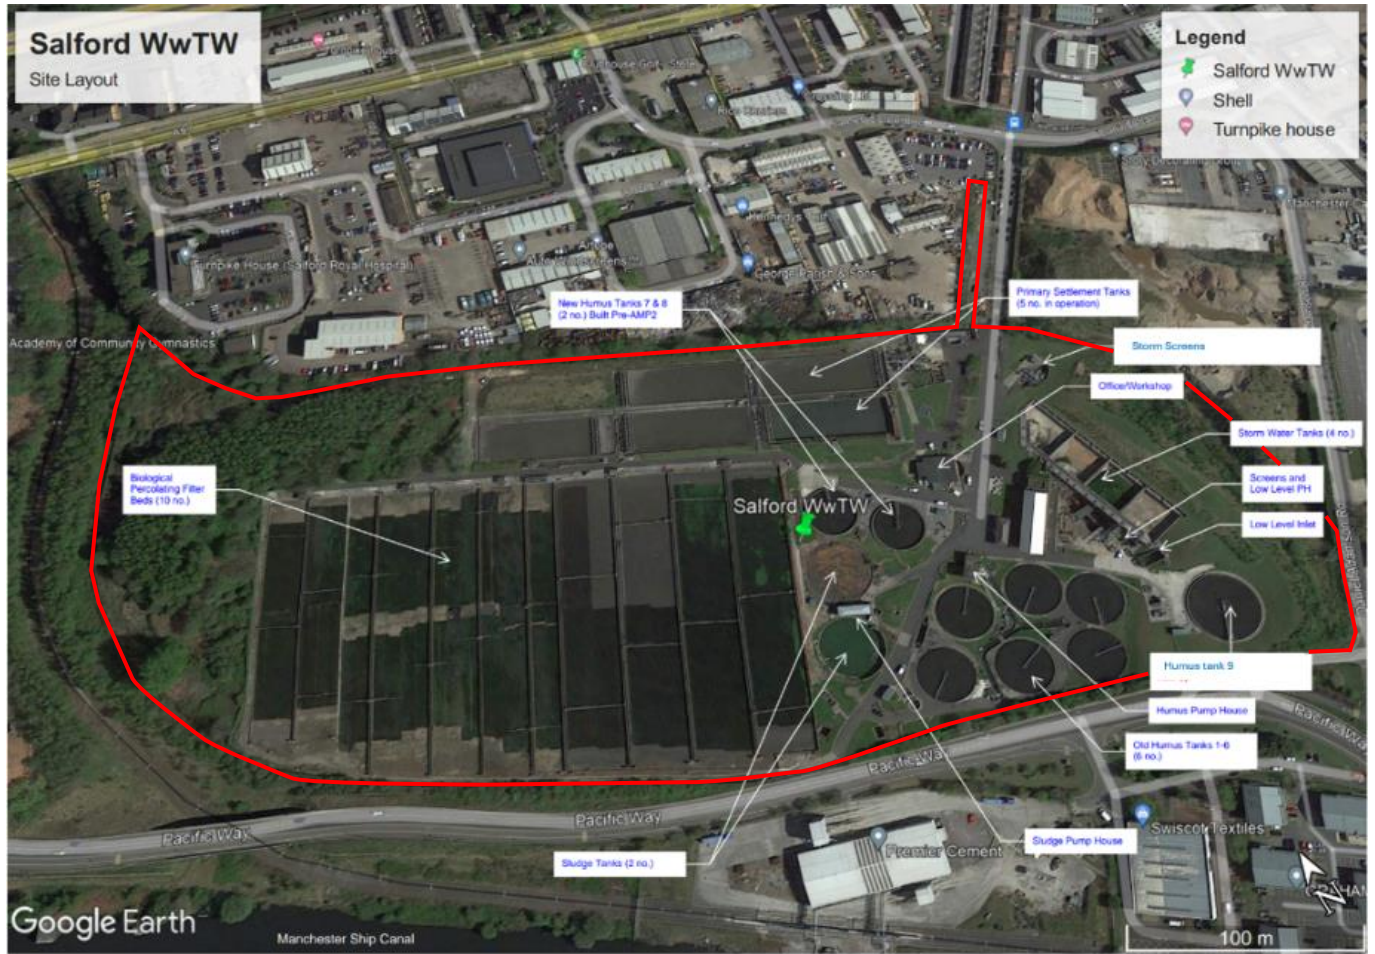 Salford WwTW
Site Layout
Legend
Salford WwTW
Shell
Turnpike house
Turnpike House (Salford Royal Hospital)
George Parish & Sons
Academy of Community Gymnastics
New Humus Tanks 7 & 8
(2 no.) Built Pre-AMP2
Primary Settlement Tanks
(5 no. in operation)
Storm Screens
Office/Workshop
Storm Water Tanks (4 no.)
Biological
Percolating Filter
Beds (10 no.)
Screens and
Low Level PH
Salford WwTW
Low Level Inlet
Humus tank 9
Humus Pump House
Old Humus Tanks 1-6
(6 no.)
Pacific Way
Pacific Way
Pacific Way
Pacific Wa
Sludge Pump House
Sludge Tanks (2 no.)
Premier Cement
Swiscot Textiles
GRAHAM
N
Google Earth
Manchester Ship Canal
100 m